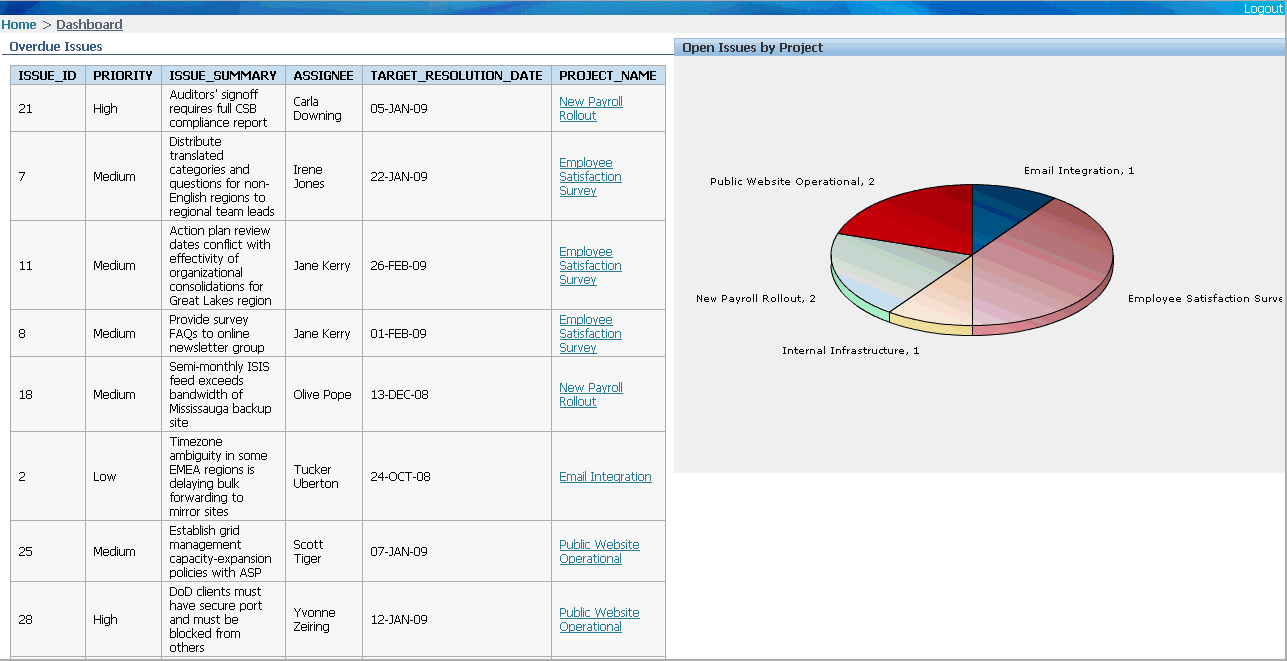 Logout
Home > Dashboard
Overdue Issues
ISSUE_ID PRIORITY ISSUE_SUMMARY ASSIGNEE TARGET_RESOLUTION_DATE PROJECT_NAME
21
High
Auditors' signoff
requires full CSB
compliance report
Carla
Downing
05-JAN-09
New Payroll
Rollout
7
Medium
Distribute
translated
categories and
questions for non-
English regions to
regional team leads
Irene
Jones
22-JAN-09
Employee
Satisfaction
Survey
11
Medium
Action plan review
dates conflict with
effectivity of
organizational
consolidations for
Great Lakes region
Jane Kerry
26-FEB-09
Employee
Satisfaction
Survey
8
Medium
Provide survey
FAQs to online
newsletter group
Jane Kerry
01-FEB-09
Employee
Satisfaction
Survey
18
Medium
Semi-monthly ISIS
feed exceeds
bandwidth of
Mississauga backup
site
Olive Pope
13-DEC-08
New Payroll
Rollout
2
Low
Timezone
ambiguity in some
EMEA regions is
delaying bulk
forwarding to
mirror sites
Tucker
Uberton
24-OCT-08
Email Integration
25
Medium
Establish grid
management
capacity-expansion
policies with ASP
Scott
Tiger
07-JAN-09
Public Website
Operational
28
High
DoD clients must
have secure port
and must be
blocked from
others
Yvonne
Zeiring
12-JAN-09
Public Website
Operational
Open Issues by Project
Email Integration, 1
Public Website Operational, 2
New Payroll Rollout, 2
Employee Satisfaction Surve
Internal Infrastructure, 1